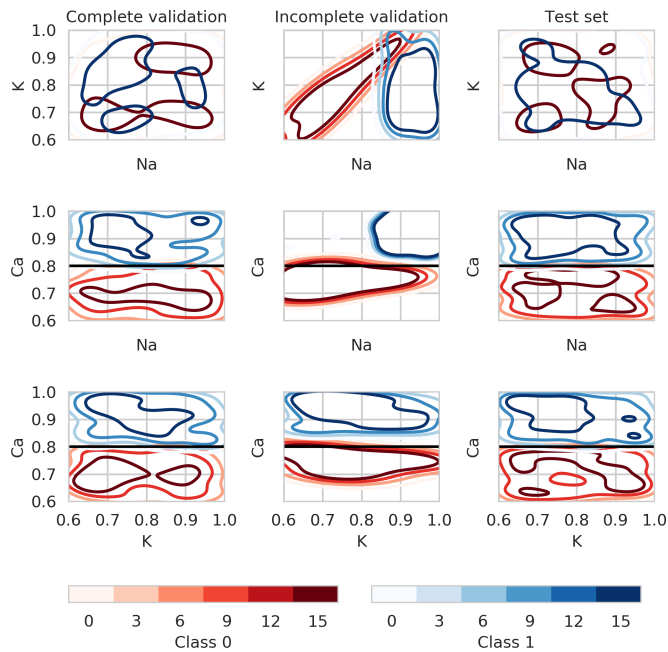 Complete validation Incomplete validation Test set
1.0
0.9
K K K
0.8
0.7
0.6
Na Na Na
1.0
0.9
Ca Ca Ca
0.8
0.7
0.6
Na Na Na
1.0
0.9
Ca Ca Ca
0.8
0.7
0.6
0.6 0.7 0.8 0.9 1.0 0.6 0.7 0.8 0.9 1.0 0.6 0.7 0.8 0.9 1.0
K K K
0 3 6 9 12 15 0 3 6 9 12 15
Class 0 Class 1